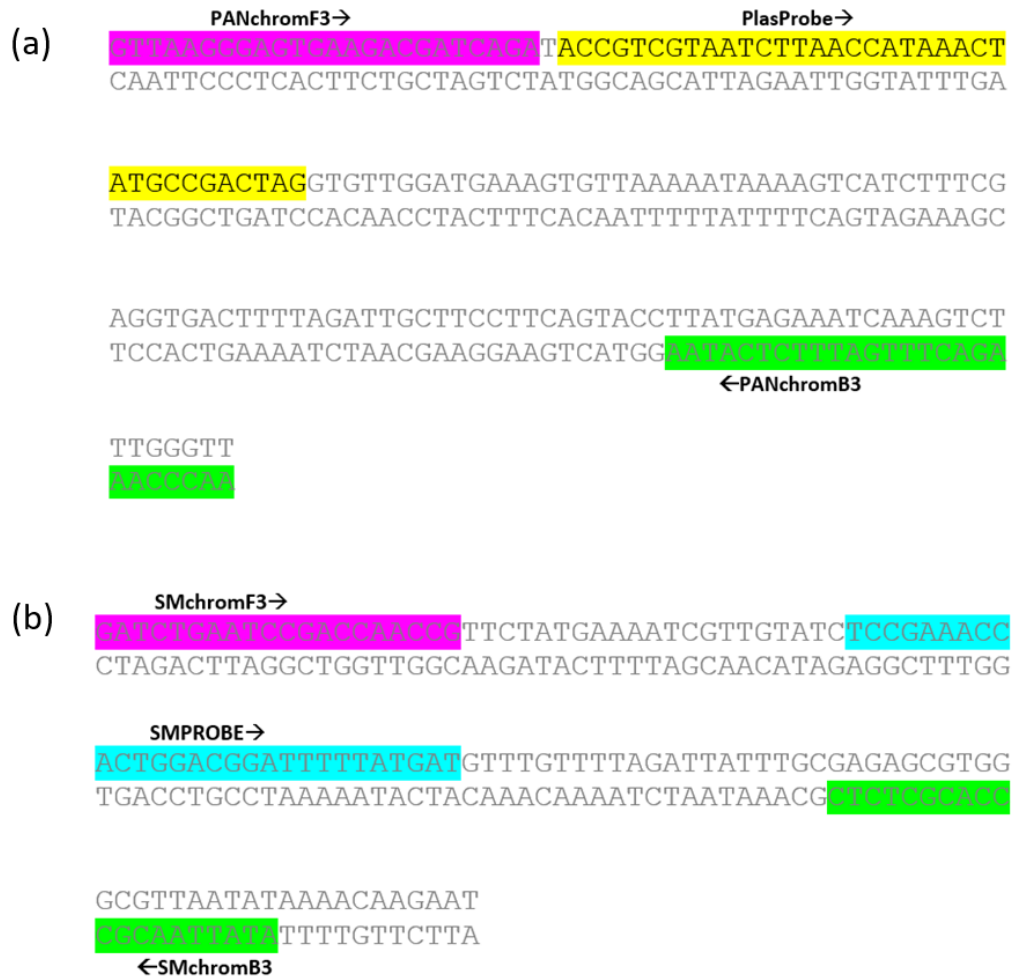 PANchromF3→ PlasProbe→
(a) GTTAAGGGAGTGAAGACGATCAGATACCGTCGTAATCTTAACCATAAACT
CAATTCCCTCACTTCTGCTAGTCTATGGCAGCATTAGAATTGGTATTTGA
ATGCCGACTAGGTGTTGGATGAAAGTGTTAAAAATAAAAGTCATCTTTCG
TACGGCTGATCCACAACCTACTTTCACAATTTTTATTTTCAGTAGAAAGC
AGGTGACTTTTAGATTGCTTCCTTCAGTACCTTATGAGAAATCAAAGTCT
TCCACTGAAAATCTAACGAAGGAAGTCATGGAATACTCTTTAGTTTCAGA
←PANchromB3
TTGGGTT
AACCCAA
(b) SMchromF3→
GATCTGAATCCGACCAACCGTTCTATGAAAATCGTTGTATCTCCGAAACC
CTAGACTTAGGCTGGTTGGCAAGATACTTTTAGCAACATAGAGGCTTTGG
SMPROBE→
ACTGGACGGATTTTTATGATGTTTGTTTTAGATTATTTGCGAGAGCGTGG
TGACCTGCCTAAAAATACTACAAACAAAATCTAATAAACGCTCTCGCACC
GCGTTAATATAAAACAAGAAT
CGCAATTATATTTTGTTCTTA
←SMchromB3